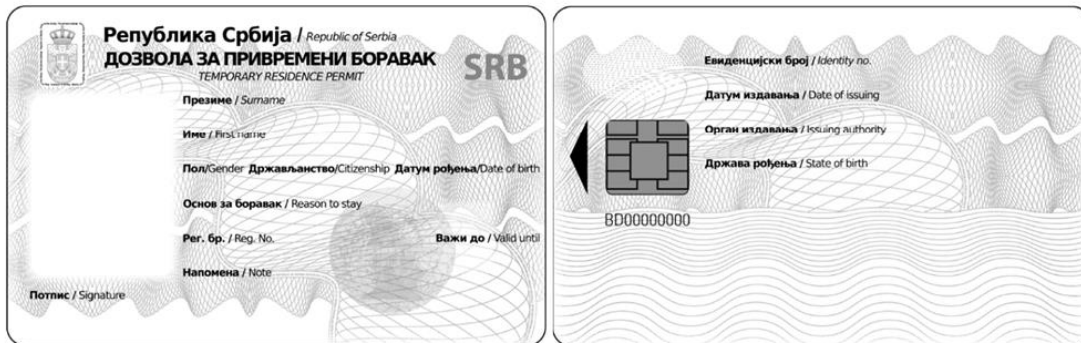 Република Србија / Republic of Serbia
ДОЗВОЛА ЗА ПРИВРЕМЕНИ БОРАВАК
TEMPORARY RESIDENCE PERMIT
SRB
Презиме / Surname
Име / First name
Пол/Gender Држављанство/Citizenship Датум рођења/Date of birth
Основ за боравак / Reason to stay
Рег. бр. / Reg. No. Важи до / Valid until
Напомена / Note
Потпис / Signature
Евиденцијски број / Identity no.
Датум издавања / Date of issuing
Орган издавања / Issuing authority
Држава рођења / State of birth
BD00000000